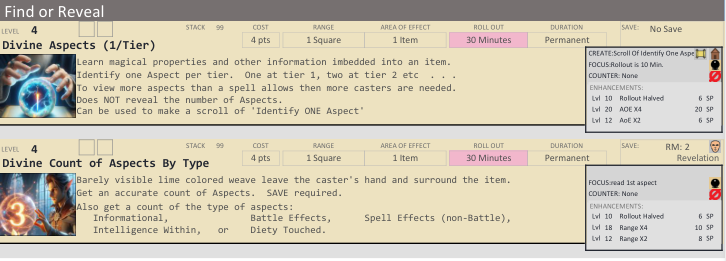 Find or Reveal
LEVEL 4 STACK 99 COST RANGE AREA OF EFFECT ROLL OUT DURATION SAVE: No Save
4 pts 1 Square 1 Item 30 Minutes Permanent
Divine Aspects (1/Tier)
Learn magical properties and other information imbedded into an item.
Identify one Aspect per tier. One at tier 1, two at tier 2 etc . . .
To view more aspects than a spell allows then more casters are needed.
Does NOT reveal the number of Aspects.
Can be used to make a scroll of 'Identify ONE Aspect'
CREATE:Scroll Of Identify One Aspe
FOCUS:Rollout is 10 Min.
COUNTER: None
ENHANCEMENTS:
Lvl 10 Rollout Halved 6 SP
Lvl 20 AOE X4 20 SP
Lvl 12 AoE X2 6 SP
LEVEL 4 STACK 99 COST RANGE AREA OF EFFECT ROLL OUT DURATION SAVE: RM: 2
Revelation
4 pts 1 Square 1 Item 30 Minutes Permanent
Divine Count of Aspects By Type
Barely visible lime colored weave leave the caster's hand and surround the item.
Get an accurate count of Aspects. SAVE required.
Also get a count of the type of aspects:
Informational, Battle Effects, Spell Effects (non-Battle),
Intelligence Within, or Diety Touched.
3
FOCUS:read 1st aspect
COUNTER: None
ENHANCEMENTS:
Lvl 10 Rollout Halved 6 SP
Lvl 18 Range X4 10 SP
Lvl 12 Range X2 8 SP